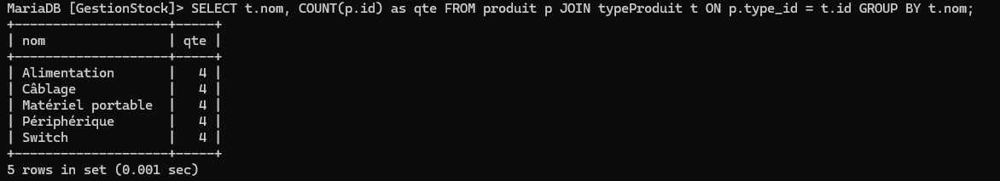 MariaDB [GestionStock]> SELECT t.nom, COUNT(p.id) as qte FROM produit p JOIN typeProduit t ON p.type_id = t.id GROUP BY t.nom;
+--------------------+-----+
| nom                | qte |
+--------------------+-----+
| Alimentation       |   4 |
| Câblage            |   4 |
| Matériel portable  |   4 |
| Périphérique       |   4 |
| Switch             |   4 |
+--------------------+-----+
5 rows in set (0.001 sec)